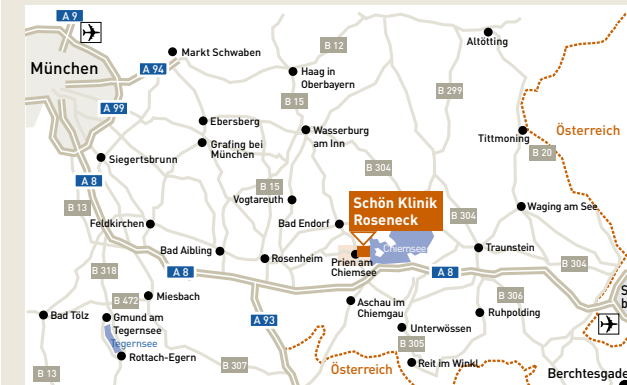 A 9
Altötting
B 12
Markt Schwaben
München
A 94
Haag in
Oberbayern
B 299
B 15
A 99
Ebersberg
Wasserburg
am Inn
Österreich
Tittmoning
Grafing bei
München
B 20
Siegertsbrunn
B 304
A 8
B 15
Vogtareuth
Schön Klinik
Roseneck
B 13
Waging am See
B 304
Feldkirchen
Bad Endorf
Bad Aibling
Chiemsee
Traunstein
Rosenheim
Prien am
Chiemsee
B 304
B 318
A 8
A 8
Miesbach
B 472
B 306
Aschau im
Chiemgau
Ruhpolding
Bad Tölz
Gmund am
Tegernsee
A 93
Unterwössen
Tegernsee
B 305
Rottach-Egern
B 307
Reit im Winkl
Österreich
B 13
Berchtesgade